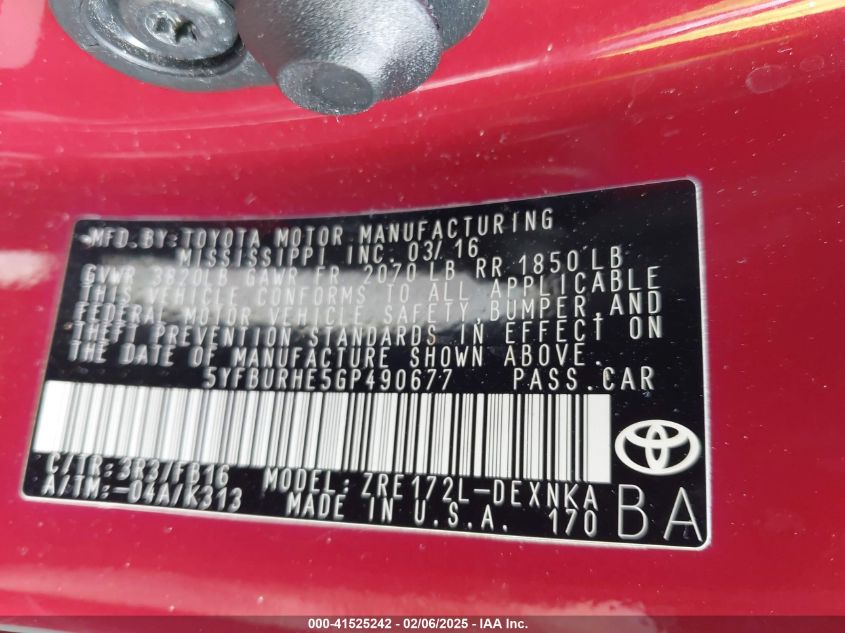 MFD. BY: TOYOTA MOTOR MANUFACTURING
MISSISSIPPI INC. 03/16
GVWR 3820LB GAWR FR 2070 LB RR 1850 LB
THIS VEHICLE CONFORMS TO ALL APPLICABLE
FEDERAL MOTOR VEHICLE SAFETY,BUMPER,AND
THEFT PREVENTION STANDARDS IN EFFECT ON
THE DATE OF MANUFACTURE SHOWN ABOVE.
5YFBURHE5GP490677 PASS.CAR
C/TR:3R3/FB16 MODEL:ZRE172L-DEXNKA
A/TM:-04A/K313 MADE IN U.S.A. 170 BA
000-41525242 - 02/06/2025 - IAA Inc.